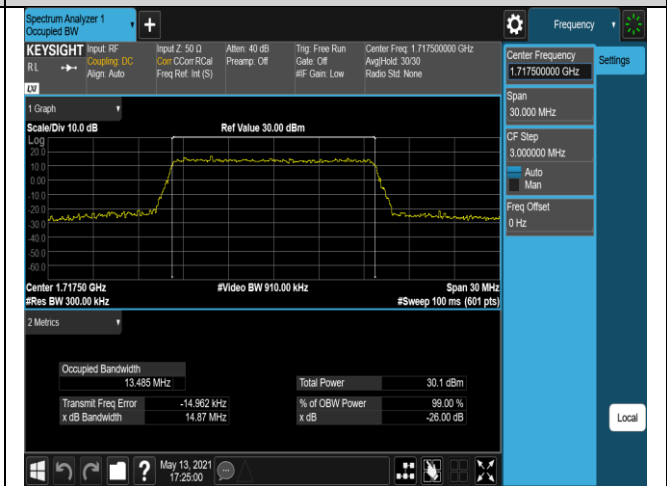 Spectrum Analyzer 1
Occupied BW
+
Frequency
KEYSIGHT
RL
LXI
Input: RF
Coupling: DC
Align: Auto
Input Z: 50 Ω
Corr CCorr RCal
Freq Ref: Int (S)
Atten: 40 dB
Preamp: Off
Trig: Free Run
Gate: Off
#IF Gain: Low
Center Freq: 1.717500000 GHz
Avg|Hold: 30/30
Radio Std: None
1 Graph
Scale/Div 10.0 dB
Ref Value 30.00 dBm
Log
20.0
10.0
0.00
-10.0
-20.0
-30.0
-40.0
-50.0
-60.0
Center 1.71750 GHz
#Video BW 910.00 kHz
Span 30 MHz
#Res BW 300.00 kHz
#Sweep 100 ms (601 pts)
2 Metrics
Occupied Bandwidth
13.485 MHz
Total Power 30.1 dBm
Transmit Freq Error -14.962 kHz
% of OBW Power 99.00 %
x dB Bandwidth 14.87 MHz
x dB -26.00 dB
Center Frequency
1.717500000 GHz
Settings
Span
30.000 MHz
CF Step
3.000000 MHz
Auto
Man
Freq Offset
0 Hz
Local
?
May 13, 2021
17:25:00